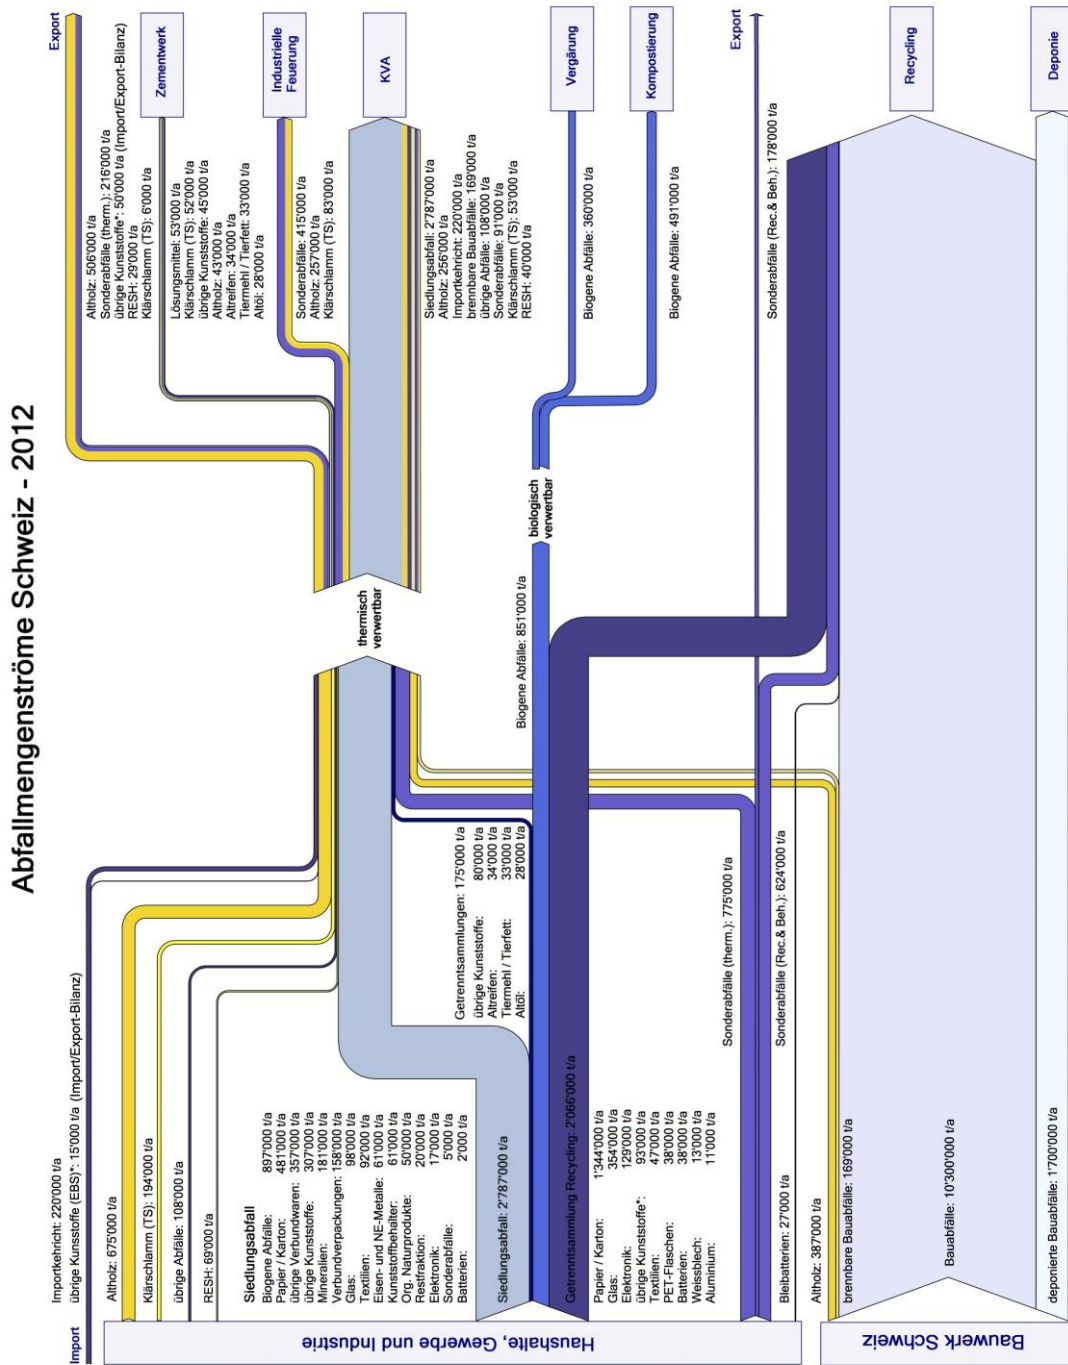 Abfallmengenströme Schweiz - 2012
Import
Importkehricht: 220'000 t/a
übrige Kunsstoffe (EBS)*: 15'000 t/a (Import/Export-Bilanz)
Altholz: 675'000 t/a
Klärschlamm (TS): 194'000 t/a
übrige Abfälle: 108'000 t/a
RESH: 69'000 t/a
Haushalte, Gewerbe und Industrie
Siedlungsabfall
Biogene Abfälle: 897'000 t/a
Papier / Karton: 481'000 t/a
übrige Verbundwaren: 357'000 t/a
übrige Kunststoffe: 307'000 t/a
Mineralien: 181'000 t/a
Verbundverpackungen: 158'000 t/a
Glas: 98'000 t/a
Textilien: 92'000 t/a
Eisen- und NE-Metalle: 61'000 t/a
Kunststoffbehälter: 61'000 t/a
Org. Naturprodukte: 50'000 t/a
Restfraktion: 20'000 t/a
Elektronik: 17'000 t/a
Sonderabfälle: 5'000 t/a
Batterien: 2'000 t/a
Siedlungsabfall: 2'787'000 t/a
Getrenntsammlungen: 175'000 t/a
übrige Kunststoffe: 80'000 t/a
Altreifen: 34'000 t/a
Tiermehl / Tierfett: 33'000 t/a
Altöl: 28'000 t/a
Getrenntsammlung Recycling: 2'066'000 t/a
Papier / Karton: 1'344'000 t/a
Glas: 354'000 t/a
Elektronik: 129'000 t/a
übrige Kunststoffe*: 93'000 t/a
Textilien: 47'000 t/a
PET-Flaschen: 38'000 t/a
Batterien: 38'000 t/a
Weissblech: 13'000 t/a
Aluminium: 11'000 t/a
Sonderabfälle (therm.): 775'000 t/a
Sonderabfälle (Rec.& Beh.): 624'000 t/a
Bleibatterien: 27'000 t/a
Altholz: 387'000 t/a
brennbare Bauabfälle: 169'000 t/a
Bauwerk Schweiz
Bauabfälle: 10'300'000 t/a
deponierte Bauabfälle: 1'700'000 t/a
thermisch
verwertbar
Biogene Abfälle: 851'000 t/a
biologisch
verwertbar
Export
Altholz: 506'000 t/a
Sonderabfälle (therm.): 216'000 t/a
übrige Kunststoffe*: 50'000 t/a (Import/Export-Bilanz)
RESH: 29'000 t/a
Klärschlamm (TS): 6'000 t/a
Zementwerk
Lösungsmittel: 53'000 t/a
Klärschlamm (TS): 52'000 t/a
übrige Kunststoffe: 45'000 t/a
Altholz: 43'000 t/a
Altreifen: 34'000 t/a
Tiermehl / Tierfett: 33'000 t/a
Altöl: 28'000 t/a
Industrielle
Feuerung
Sonderabfälle: 415'000 t/a
Altholz: 257'000 t/a
Klärschlamm (TS): 83'000 t/a
KVA
Siedlungsabfall: 2'787'000 t/a
Altholz: 256'000 t/a
Importkehricht: 220'000 t/a
brennbare Bauabfälle: 169'000 t/a
übrige Abfälle: 108'000 t/a
Sonderabfälle: 91'000 t/a
Klärschlamm (TS): 53'000 t/a
RESH: 40'000 t/a
Vergärung
Biogene Abfälle: 360'000 t/a
Kompostierung
Biogene Abfälle: 491'000 t/a
Export
Sonderabfälle (Rec.& Beh.): 178'000 t/a
Recycling
Deponie